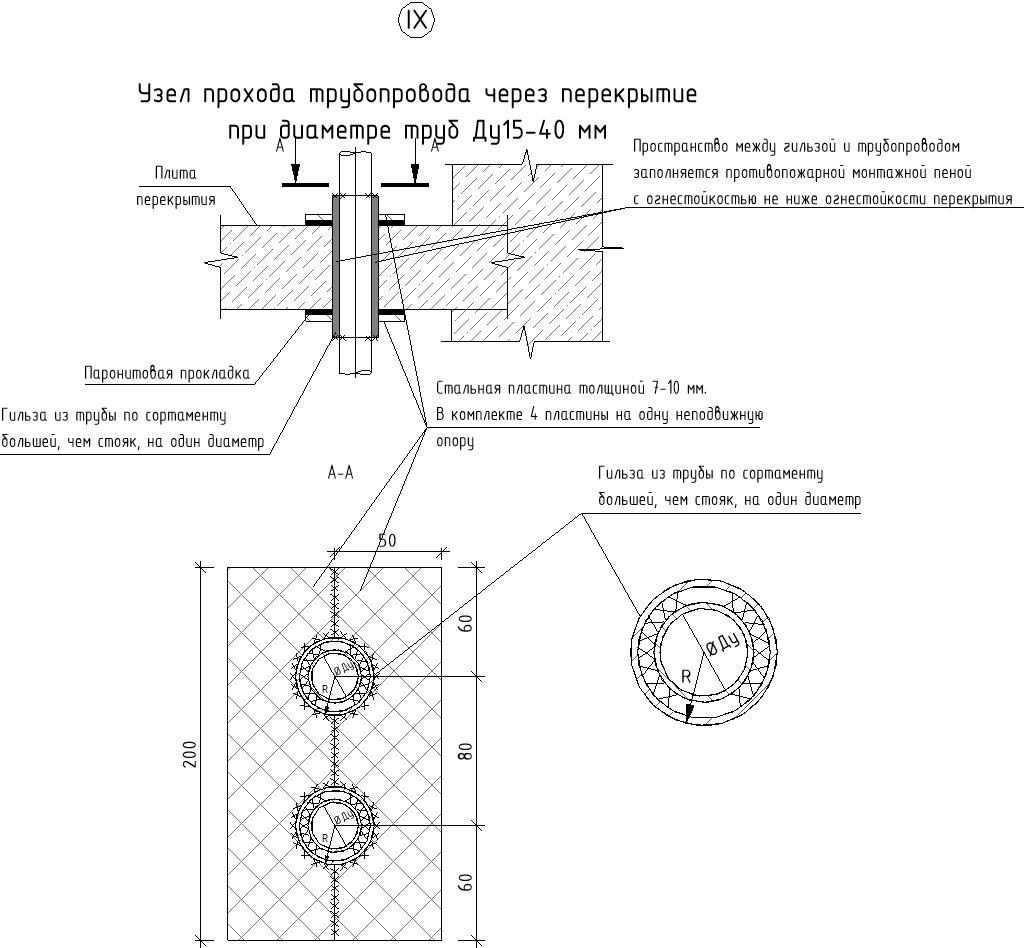 IX
Узел прохода трубопровода через перекрытие
при диаметре труб Ду15-40 мм
А
А
Пространство между гильзой и трубопроводом
заполняется противопожарной монтажной пеной
с огнестойкостью не ниже огнестойкости перекрытия
Плита
перекрытия
Паронитовая прокладка
Гильза из трубы по сортаменту
большей, чем стояк, на один диаметр
Стальная пластина толщиной 7-10 мм.
В комплекте 4 пластины на одну неподвижную
опору
А-А
Гильза из трубы по сортаменту
большей, чем стояк, на один диаметр
50
60
ØДу
R
ØДу
R
200
80
ØДу
R
60